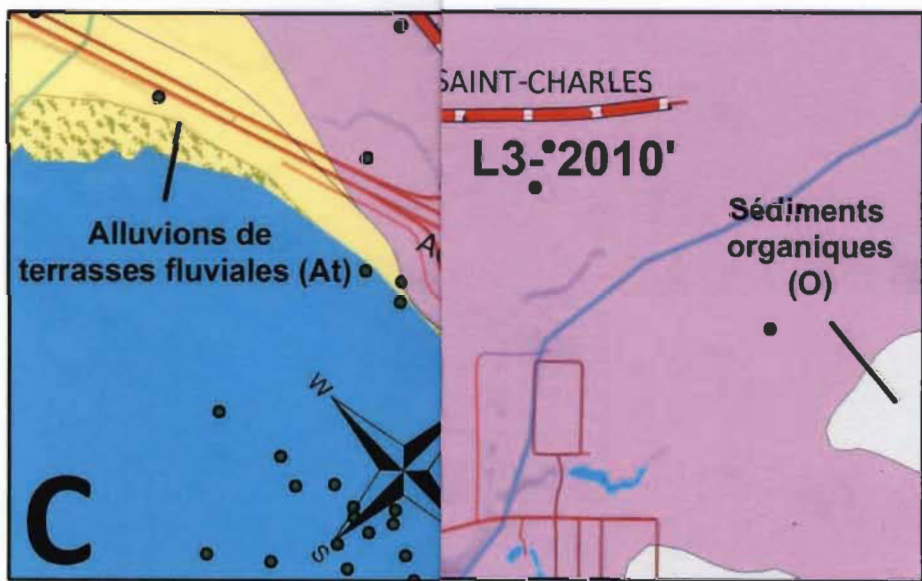 SAINT-CHARLES
L3- 2010'
Alluvions de
terrasses fluviales (At)
Sédiments
organiques
(O)
W
S
C